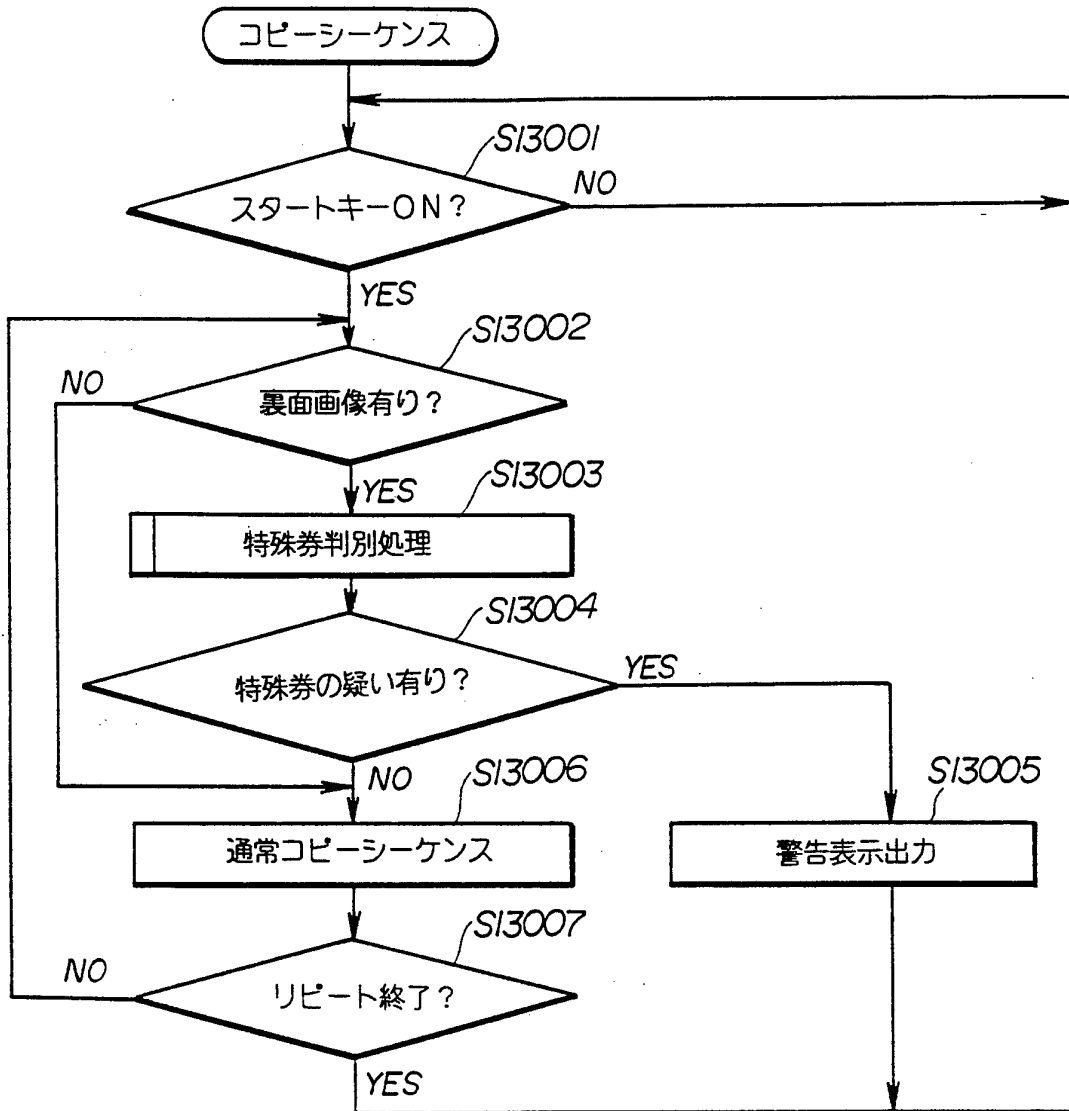 コピーシーケンス
S13001
スタートキーON?
NO
YES
S13002
NO
裏面画像有り?
YES
S13003
特殊券判別処理
S13004
特殊券の疑い有り?
YES
NO
S13006
S13005
通常コピーシーケンス
警告表示出力
S13007
NO
リピート終了?
YES